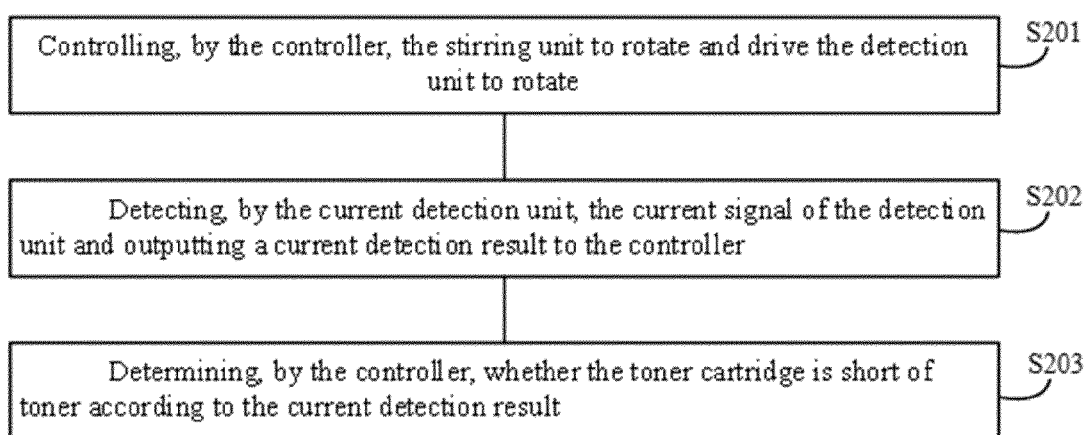 Controlling, by the controller, the stirring unit to rotate and drive the detection
unit to rotate
S201
Detecting, by the current detection unit, the current signal of the detection
unit and outputting a current detection result to the controller
S202
Determining, by the controller, whether the toner cartridge is short of
toner according to the current detection result
S203